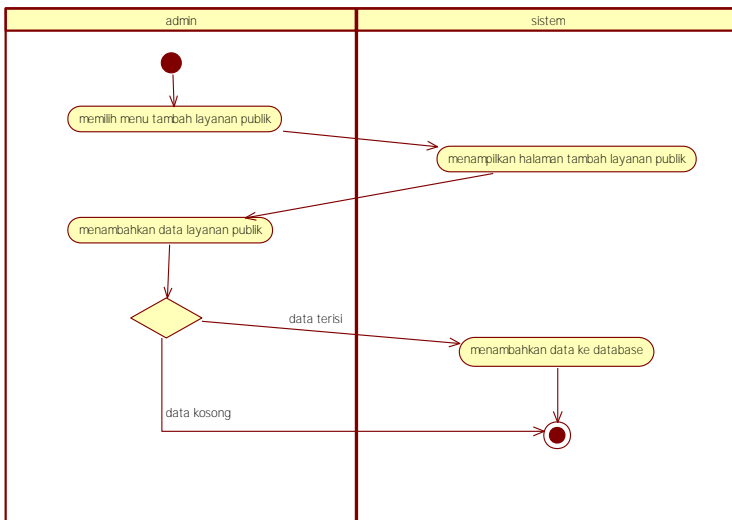 admin
sistem
memilih menu tambah layanan publik
menampilkan halaman tambah layanan publik
menambahkan data layanan publik
data terisi
menambahkan data ke database
data kosong